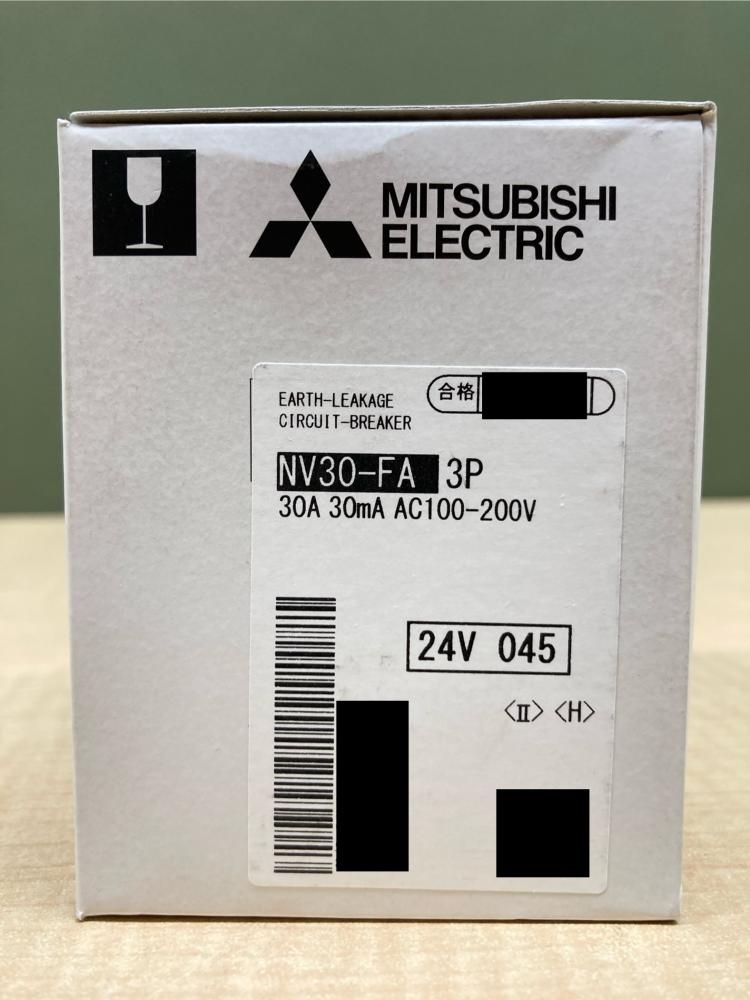 MITSUBISHI
ELECTRIC
EARTH-LEAKAGE
CIRCUIT-BREAKER
合格
NV30-FA 3P
30A 30mA AC100-200V
24V 045
〈Ⅱ〉〈H〉